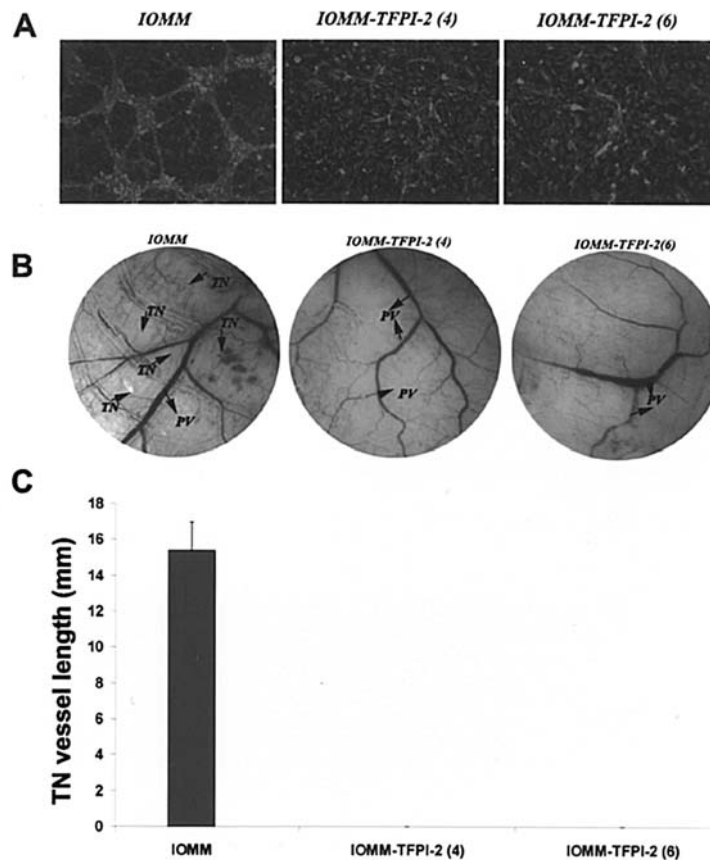 A
IOMM
IOMM-TFPI-2 (4)
IOMM-TFPI-2 (6)
B
IOMM
IOMM-TFPI-2 (4)
IOMM-TFPI-2(6)
TN
TN
TN
TN
TN
PV
PV
PV
PV
C
TN vessel length (mm)
18
16
14
12
10
8
6
4
2
0
IOMM
IOMM-TFPI-2 (4)
IOMM-TFPI-2 (6)